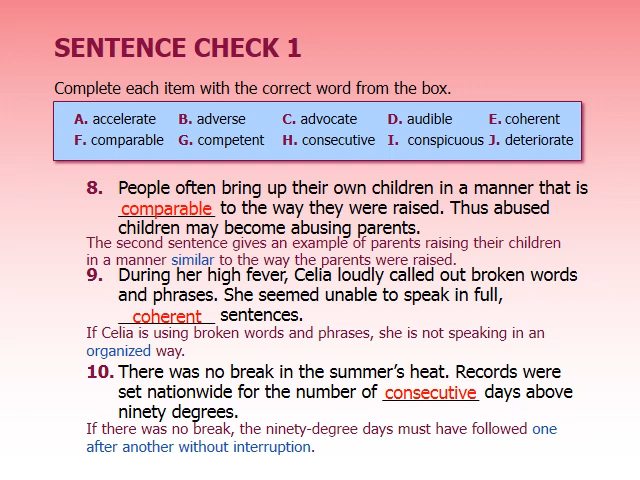 SENTENCE CHECK 1
Complete each item with the correct word from the box.
A. accelerate B. adverse C. advocate D. audible E. coherent
F. comparable G. competent H. consecutive I. conspicuous J. deteriorate
8. People often bring up their own children in a manner that is
comparable to the way they were raised. Thus abused
children may become abusing parents.
The second sentence gives an example of parents raising their children
in a manner similar to the way the parents were raised.
9. During her high fever, Celia loudly called out broken words
and phrases. She seemed unable to speak in full,
coherent sentences.
If Celia is using broken words and phrases, she is not speaking in an
organized way.
10. There was no break in the summer’s heat. Records were
set nationwide for the number of consecutive days above
ninety degrees.
If there was no break, the ninety-degree days must have followed one
after another without interruption.